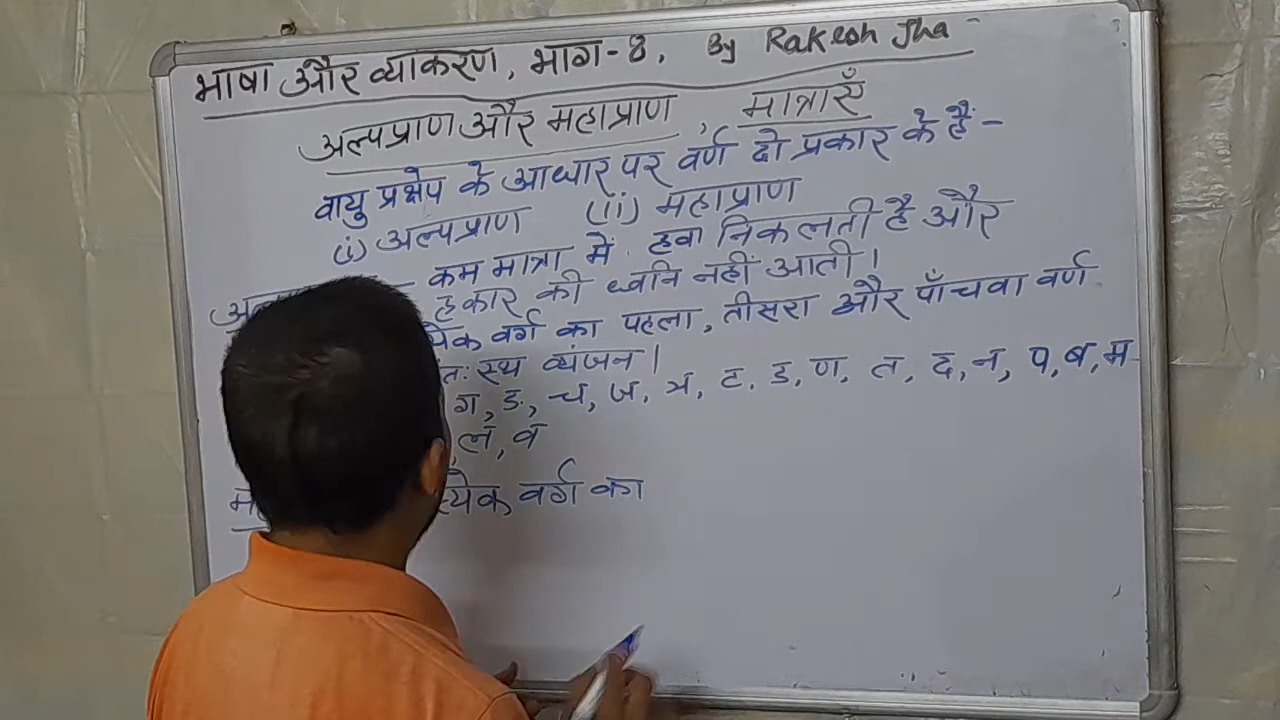 भाषा और व्याकरण, भाग-8. By Rakesh Jha
अल्पप्राण और महाप्राण, मात्राएँ
वायु प्रक्षेप के आधार पर वर्ण दो प्रकार के हैं -
(i) अल्पप्राण (ii) महाप्राण
कम मात्रा में हवा निकलती है और
हकार की ध्वनि नहीं आती।
वर्ग का पहला, तीसरा और पाँचवा वर्ण
स्थ व्यंजन।
ग, ङ, च, ज, ञ, ट, ड, ण, त, द, न, प, ब, म
ल, व
वर्ग का